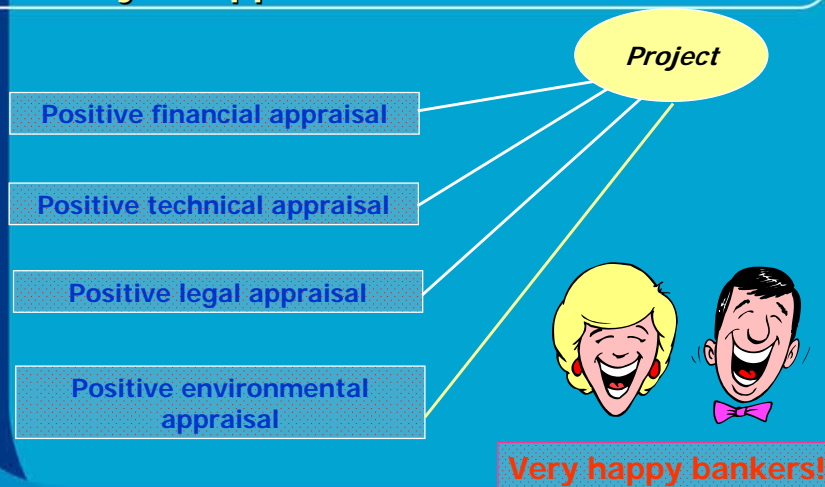 Project
Positive financial appraisal
Positive technical appraisal
Positive legal appraisal
Positive environmental
appraisal
Very happy bankers!